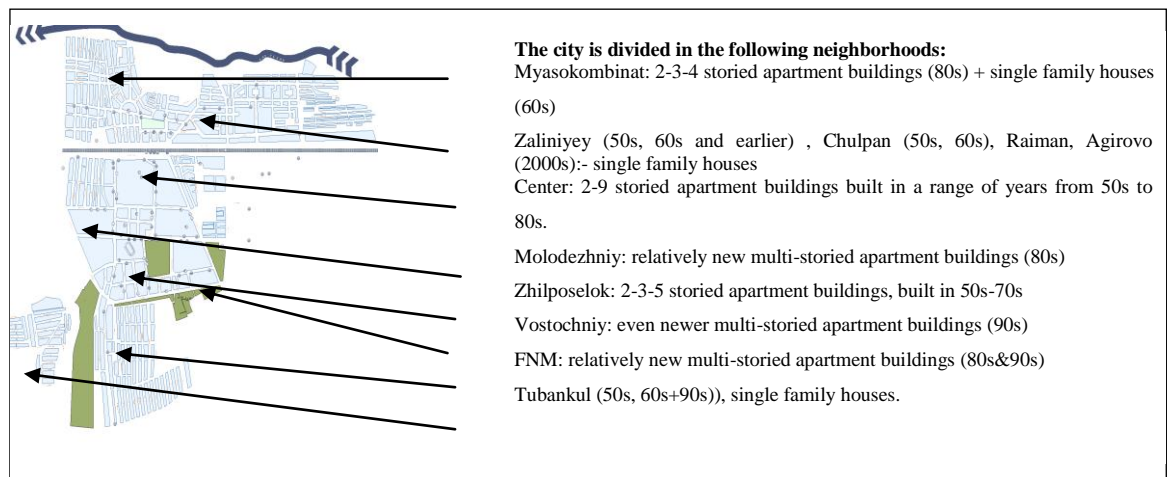 The city is divided in the following neighborhoods:
Myasokombinat: 2-3-4 storied apartment buildings (80s) + single family houses
(60s)
Zaliniyey (50s, 60s and earlier) , Chulpan (50s, 60s), Raiman, Agirovo
(2000s):- single family houses
Center: 2-9 storied apartment buildings built in a range of years from 50s to
80s.
Molodezhniy: relatively new multi-storied apartment buildings (80s)
Zhilposelok: 2-3-5 storied apartment buildings, built in 50s-70s
Vostochniy: even newer multi-storied apartment buildings (90s)
FNM: relatively new multi-storied apartment buildings (80s&90s)
Tubankul (50s, 60s+90s)), single family houses.